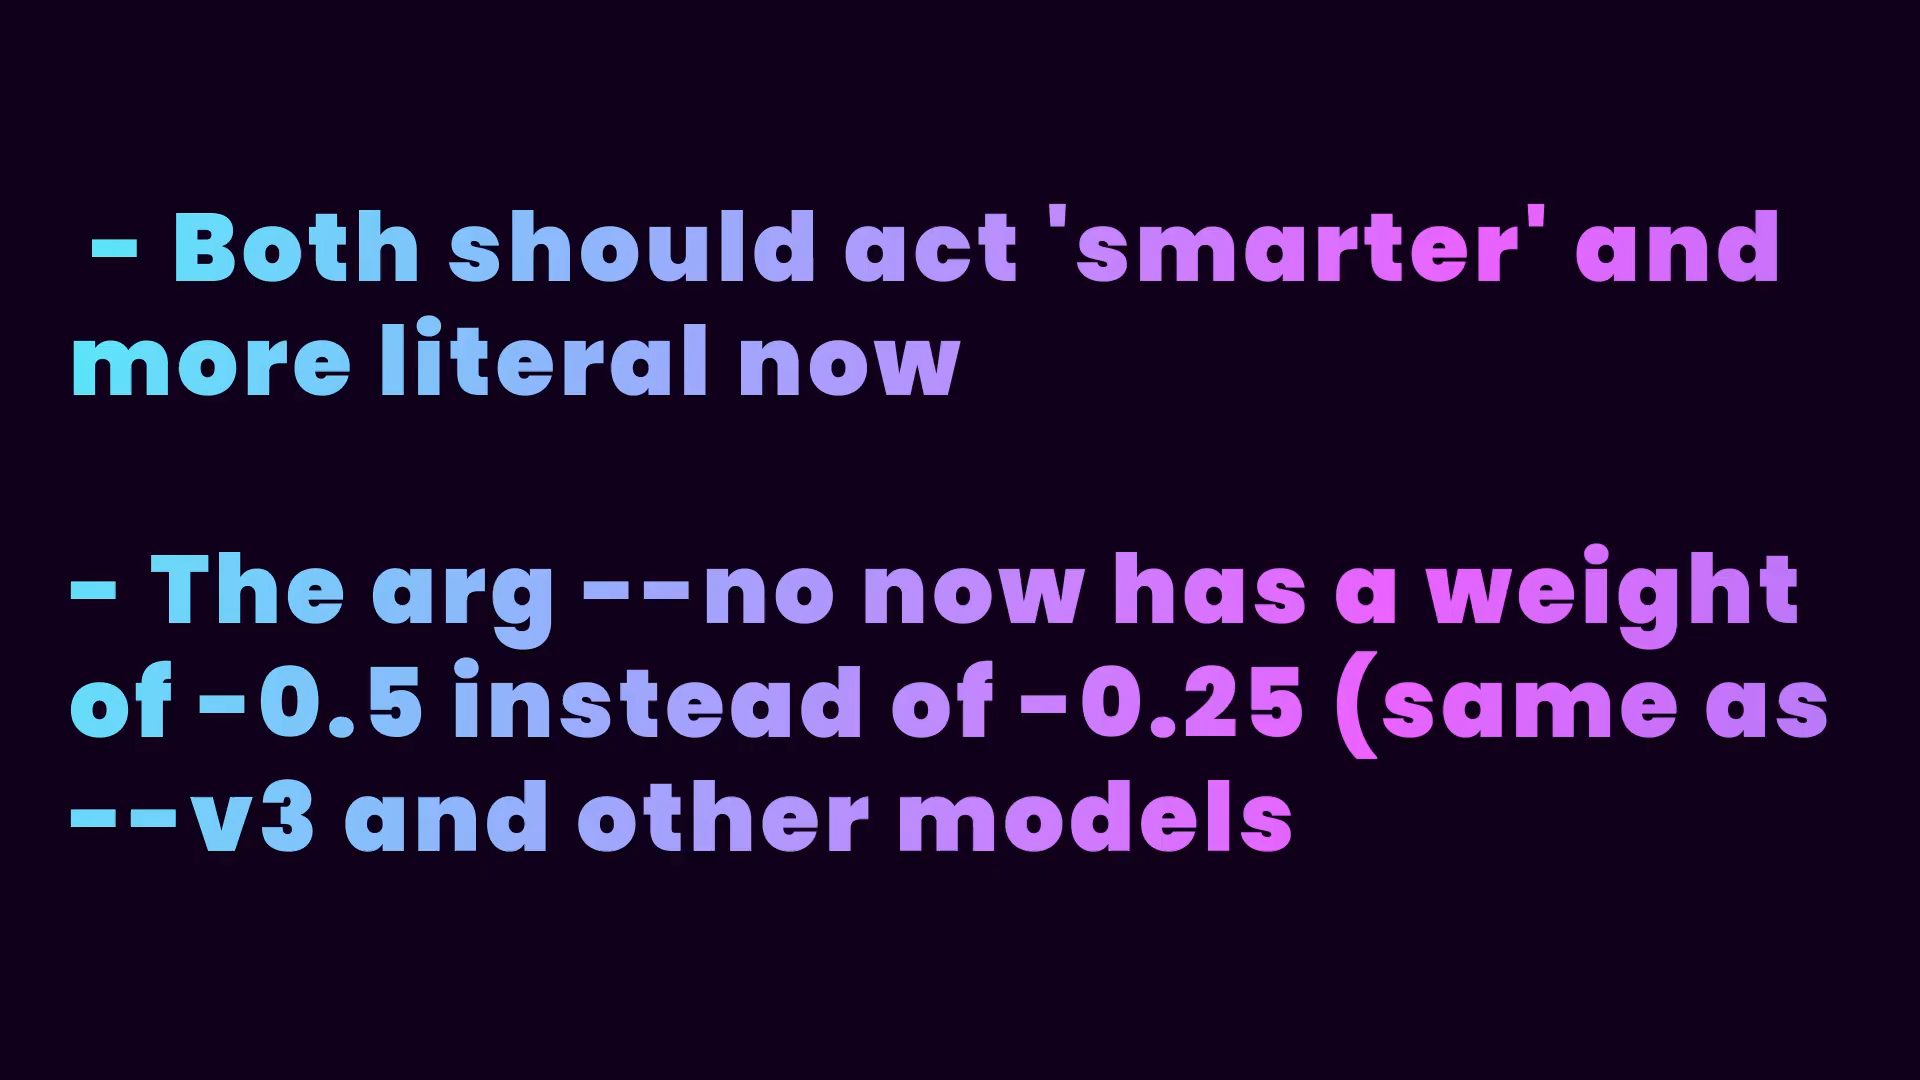 - Both should act 'smarter' and
more literal now
- The arg --no now has a weight
of -0.5 instead of -0.25 (same as
--v3 and other models